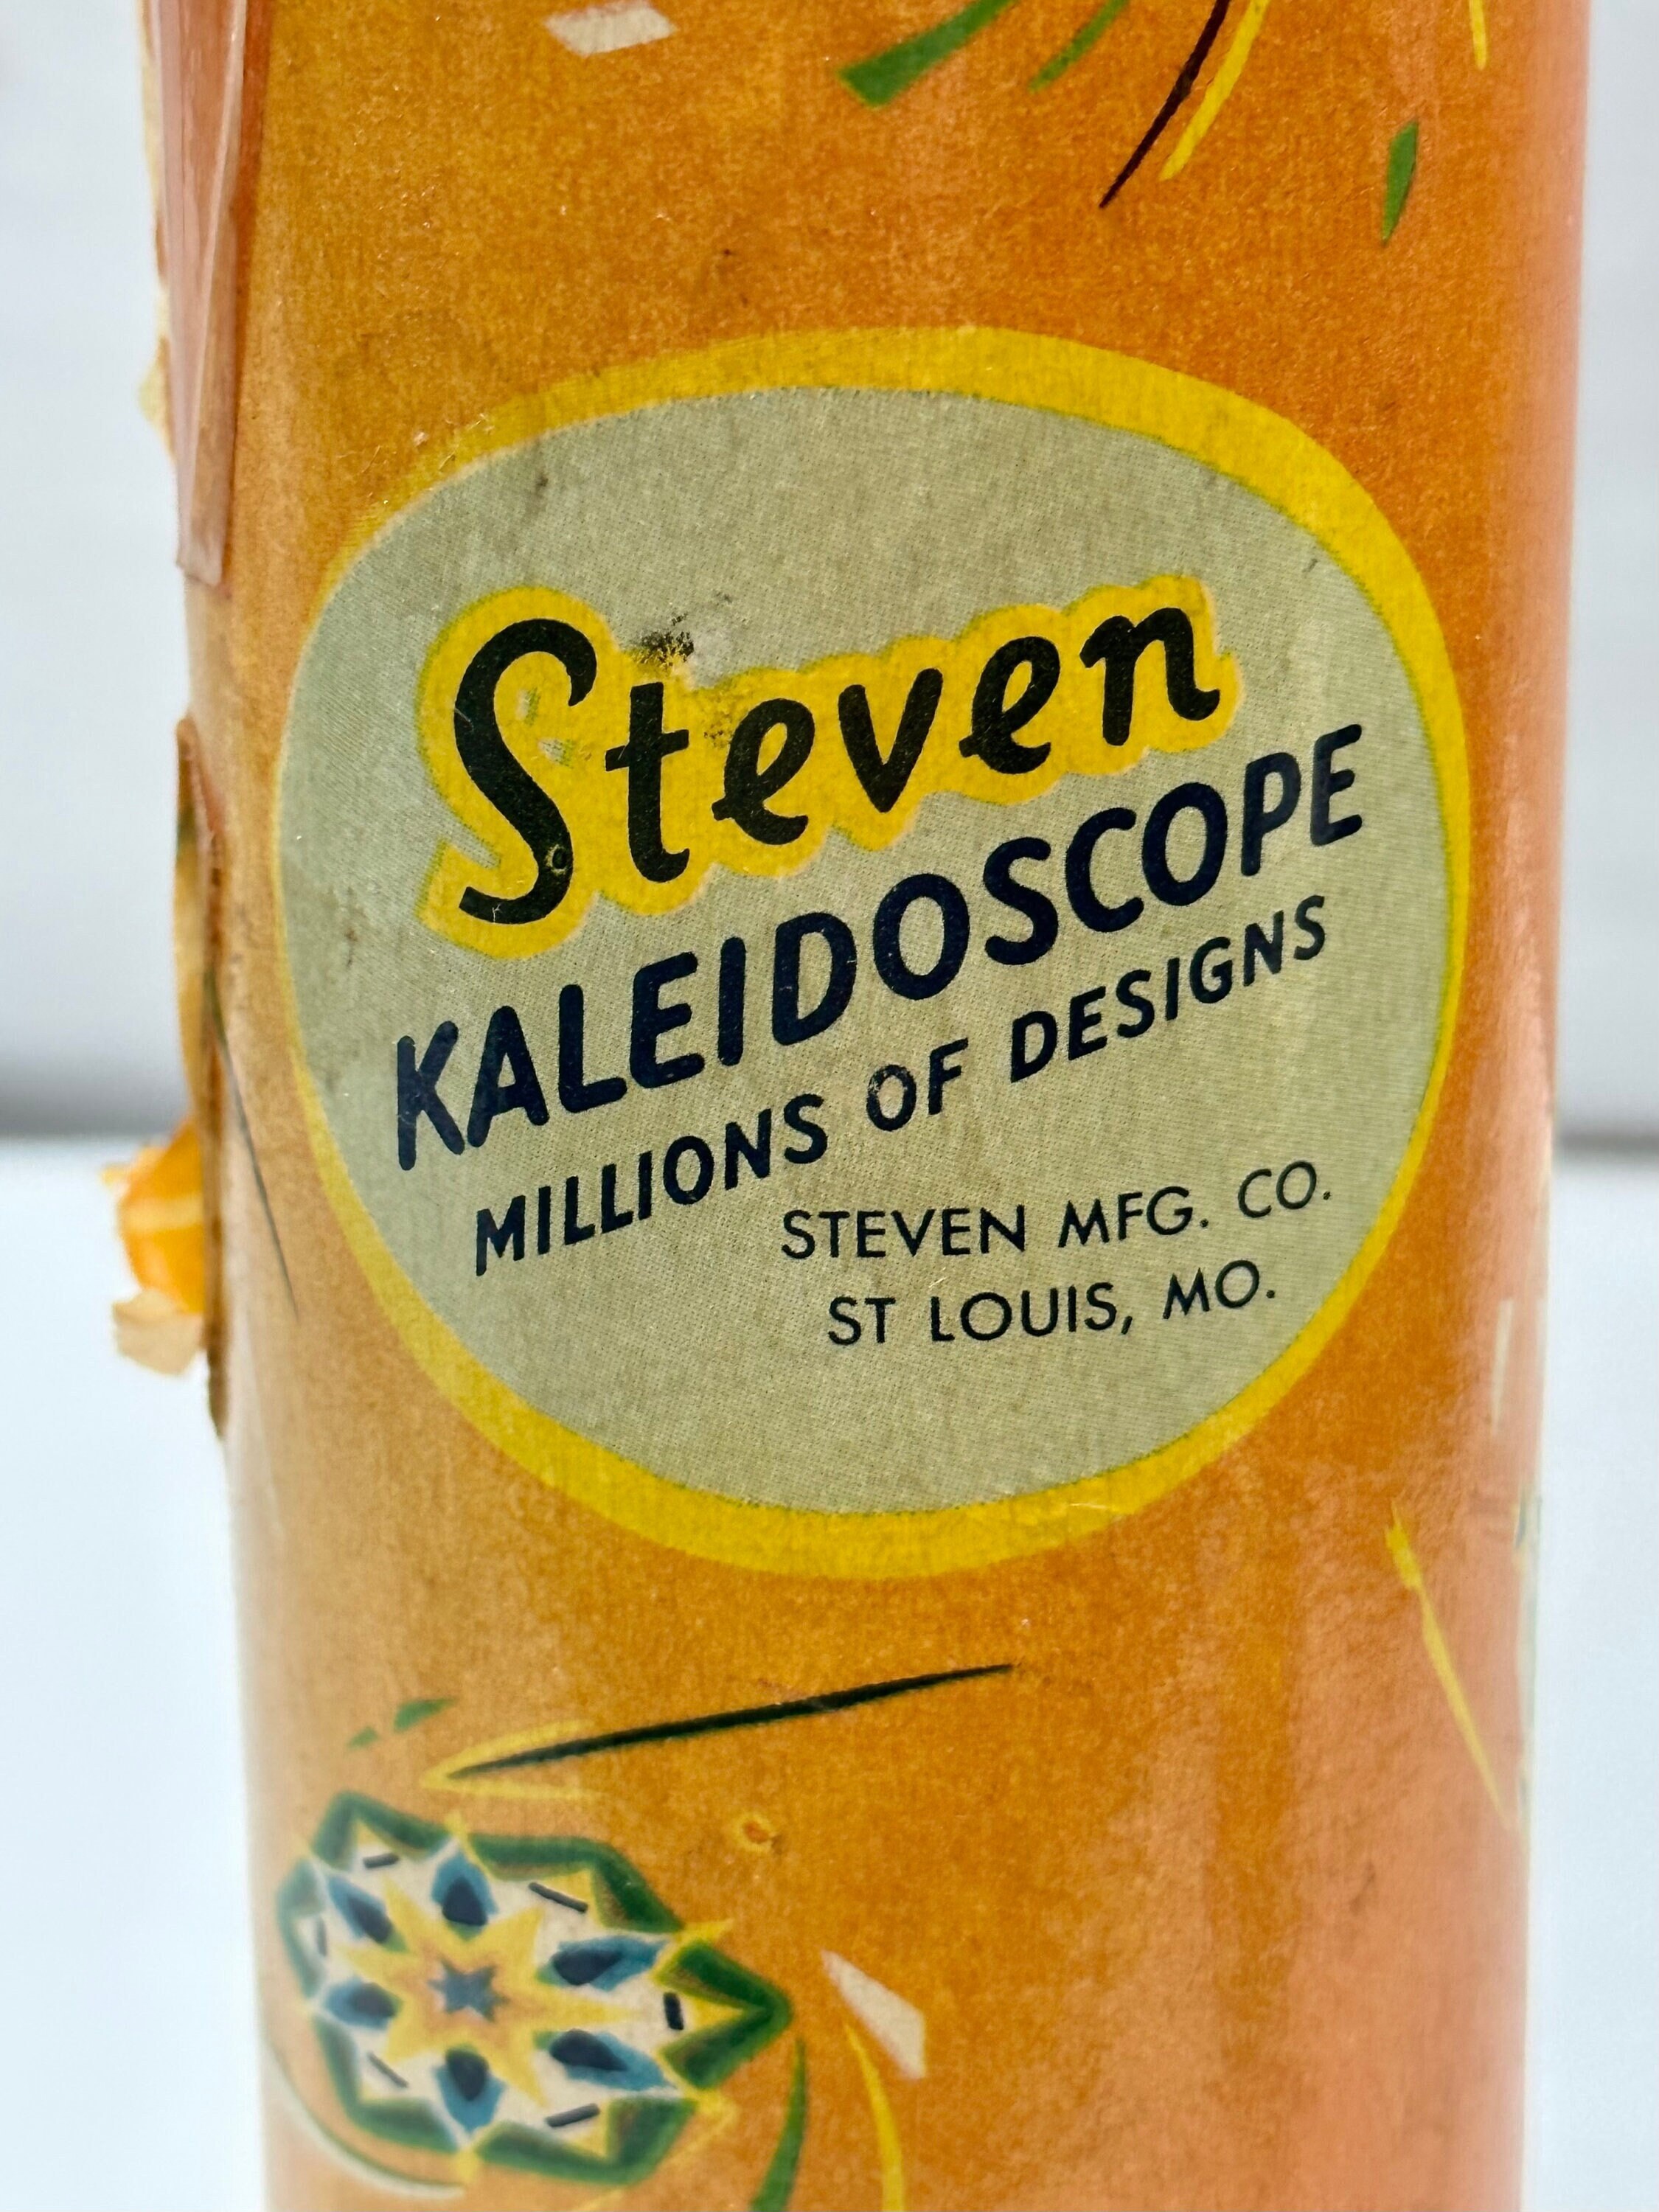 Steven
KALEIDOSCOPE
MILLIONS OF DESIGNS
STEVEN MFG. CO.
ST LOUIS, MO.